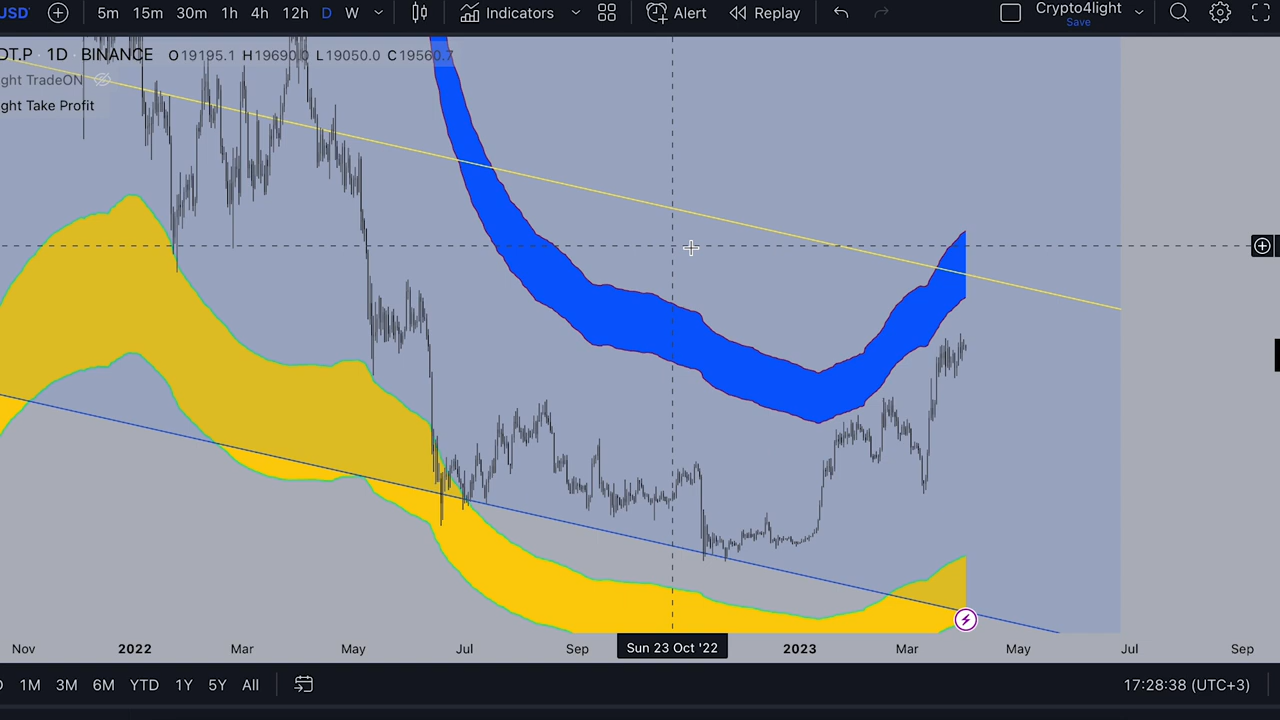 USD 5m 15m 30m 1h 4h 12h D W Indicators Alert Replay Crypto4light
Save
DT.P · 1D BINANCE O19195.1 H19690.0 L19050.0 C19560.7
ght TradeON
ght Take Profit
Nov 2022 Mar May Jul Sep Sun 23 Oct '22 2023 Mar May Jul Sep
D 1M 3M 6M YTD 1Y 5Y All 17:28:38 (UTC+3)